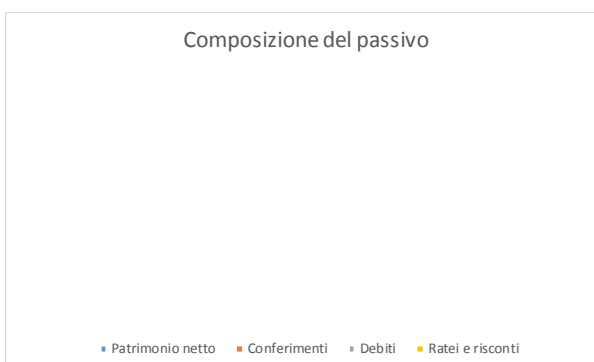 Composizione del passivo
Patrimonio netto Conferimenti Debiti Ratei e risconti